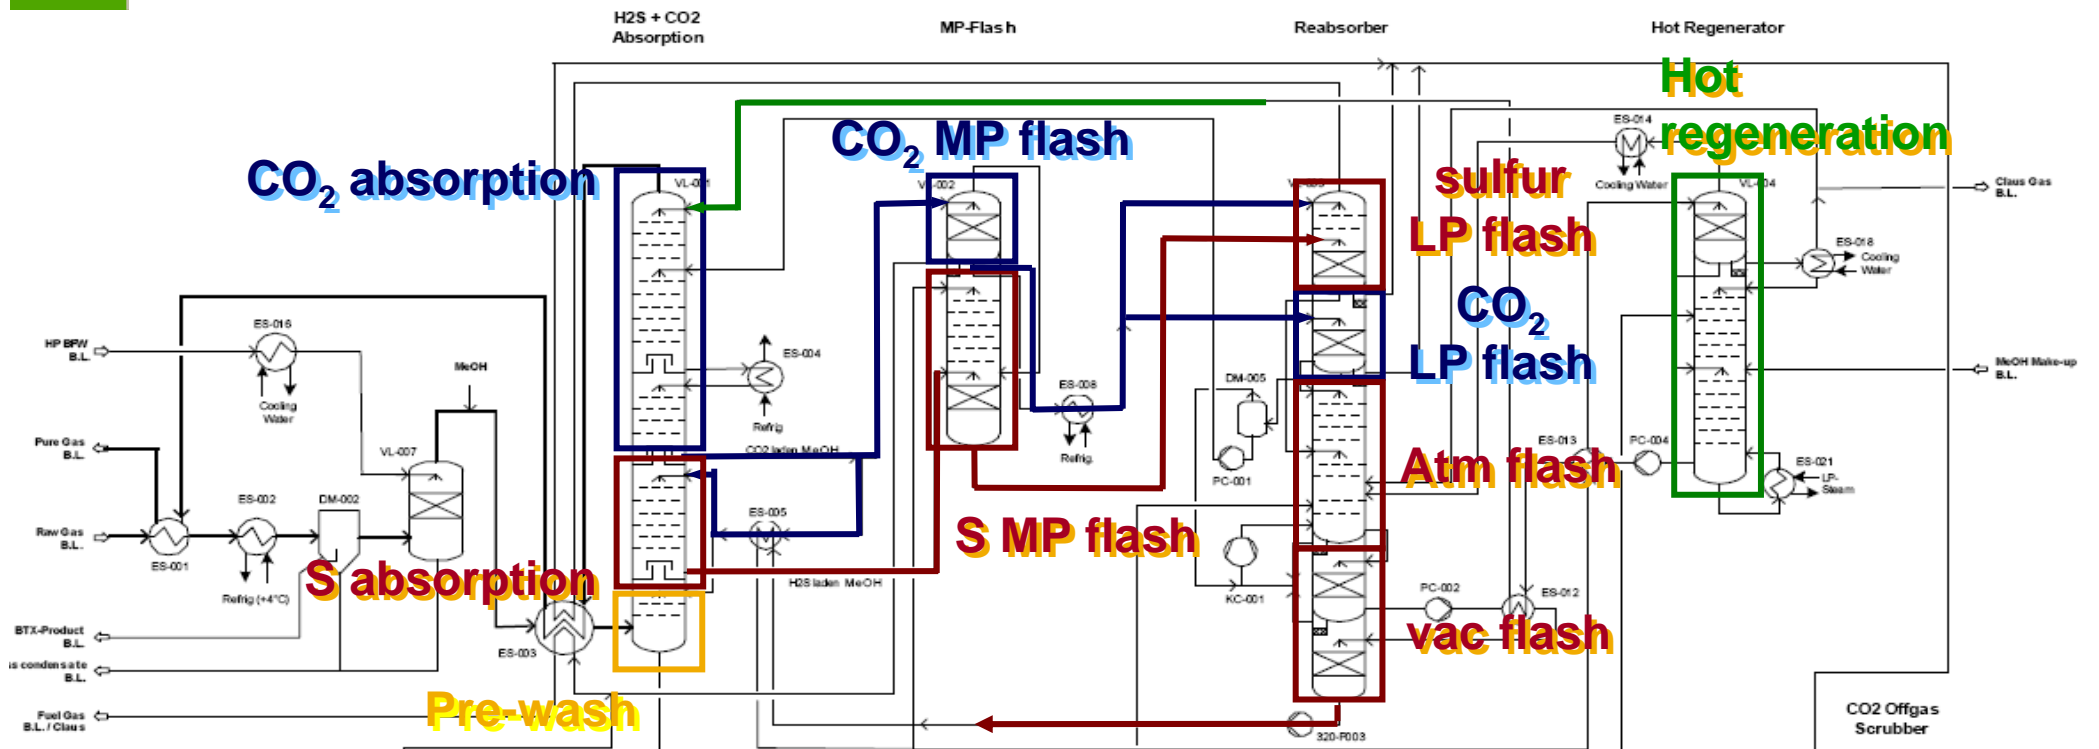 H2S + CO2
Absorption
MP-Flash
Reabsorber
Hot Regenerator
Hot
regeneration
CO2 MP flash
CO2 absorption
sulfur
LP flash
CO2
LP flash
Atm flash
vac flash
S MP flash
S absorption
Pre-wash
ES-014
Cooling Water
VL-004
Claus Gas
B.L.
ES-018
Cooling
Water
MeOH Make-up
B.L.
ES-016
HP BFW
B.L.
Cooling
Water
MeOH
ES-004
Refrig
ES-008
Refrig.
DM-005
PC-001
ES-013
PC-004
ES-021
LP-
Steam
Pure Gas
B.L.
VL-007
CO2 laden MeOH
ES-002
DM-002
Raw Gas
B.L.
ES-001
Refrig (+4°C)
ES-005
H2S laden MeOH
KC-001
PC-002
ES-012
BTX-Product
B.L.
ES-003
s condensate
B.L.
Fuel Gas
B.L. / Claus
320-P003
CO2 Offgas
Scrubber